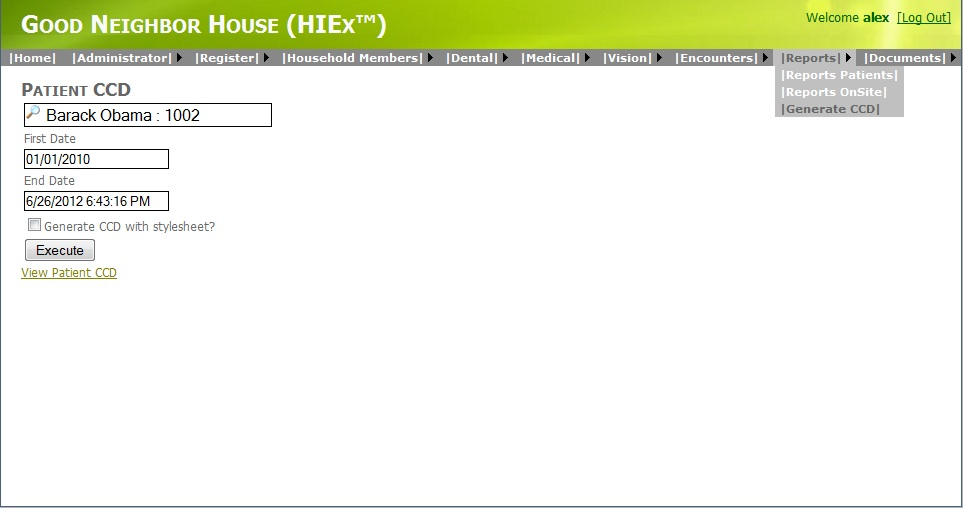 GOOD NEIGHBOR HOUSE (HIEX™)
Welcome alex [Log Out]
|Home| |Administrator| |Register| |Household Members| |Dental| |Medical| |Vision| |Encounters| |Reports| |Documents|
|Reports Patients|
|Reports OnSite|
|Generate CCD|
PATIENT CCD
Barack Obama : 1002
First Date
01/01/2010
End Date
6/26/2012 6:43:16 PM
Generate CCD with stylesheet?
Execute
View Patient CCD